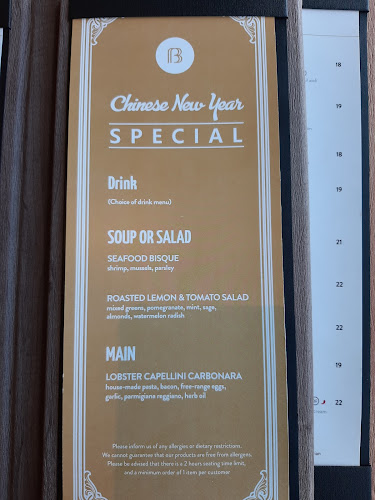 B
Chinese New Year
SPECIAL
Drink
(Choice of drink menu)
SOUP OR SALAD
SEAFOOD BISQUE
shrimp, mussels, parsley
ROASTED LEMON & TOMATO SALAD
mixed greens, pomegranate, mint, sage,
almonds, watermelon radish
MAIN
LOBSTER CAPELLINI CARBONARA
house-made pasta, bacon, free-range eggs,
garlic, parmigiana reggiano, herb oil
Please inform us of any allergies or dietary restrictions.
We cannot guarantee that our products are free from allergens.
Please be advised that there is a 2 hours seating time limit,
and a minimum order of 1 item per customer.
18
19
18
19
21
22
22
22